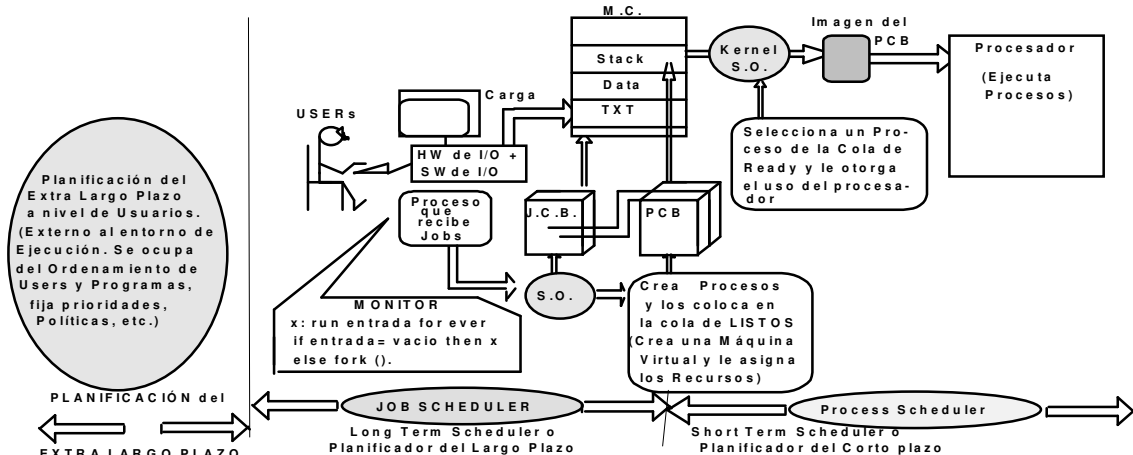 M.C.
Stack
Data
TXT
Kernel
S.O.
Imagen del
PCB
Procesador
(Ejecuta
Procesos)
Carga
USERs
HW de I/O +
SW de I/O
Selecciona un Pro-
ceso de la Cola de
Ready y le otorga
el uso del procesa-
dor
Planificación del
Extra Largo Plazo
a nivel de Usuarios.
(Externo al entorno de
Ejecución. Se ocupa
del Ordenamiento de
Users y Programas,
fija prioridades,
Políticas, etc.)
Proceso
que
recibe
Jobs
J.C.B.
PCB
S.O.
MONITOR
x: run entrada for ever
if entrada= vacio then x
else fork ().
Crea Procesos
y los coloca en
la cola de LISTOS
(Crea una Máquina
Virtual y le asigna
los Recursos)
PLANIFICACIÓN del
EXTRA LARGO PLAZO
JOB SCHEDULER
Long Term Scheduler o
Planificador del Largo Plazo
Process Scheduler
Short Term Scheduler o
Planificador del Corto plazo